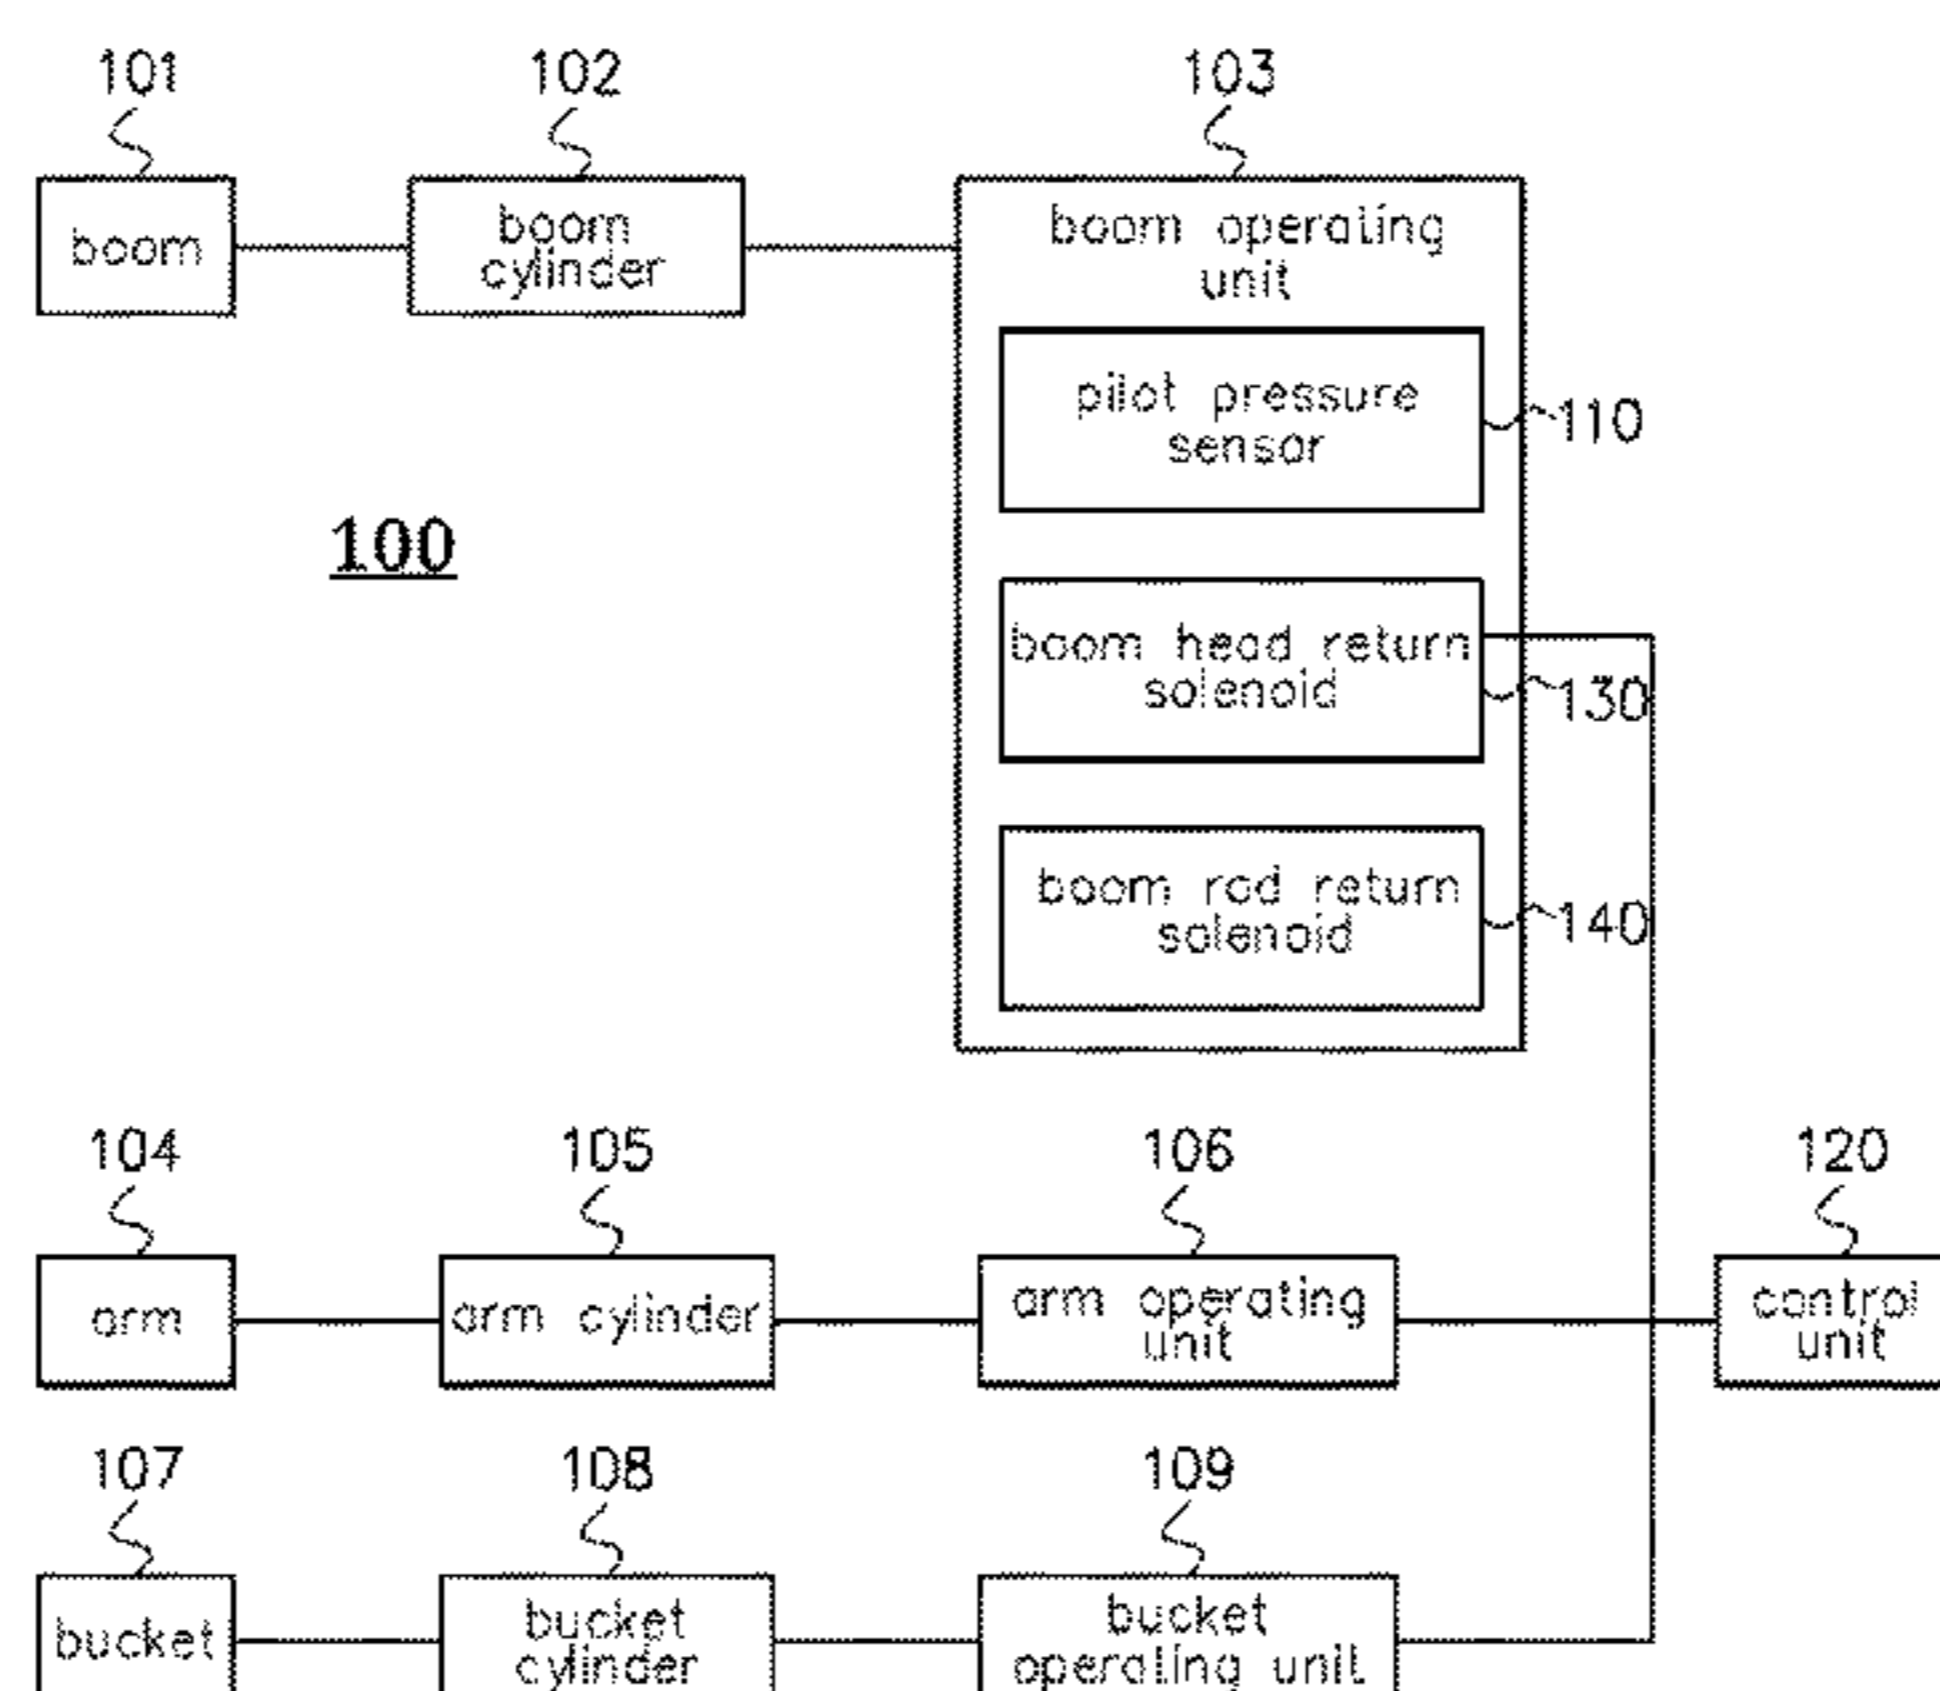 101
102
103
boom
boom
cylinder
boom operating
unit
pilot pressure
sensor
110
100
boom head return
solenoid
130
boom rod return
solenoid
140
104
105
106
120
arm
arm cylinder
arm operating
unit
control
unit
107
108
109
bucket
bucket
cylinder
bucket
operating unit